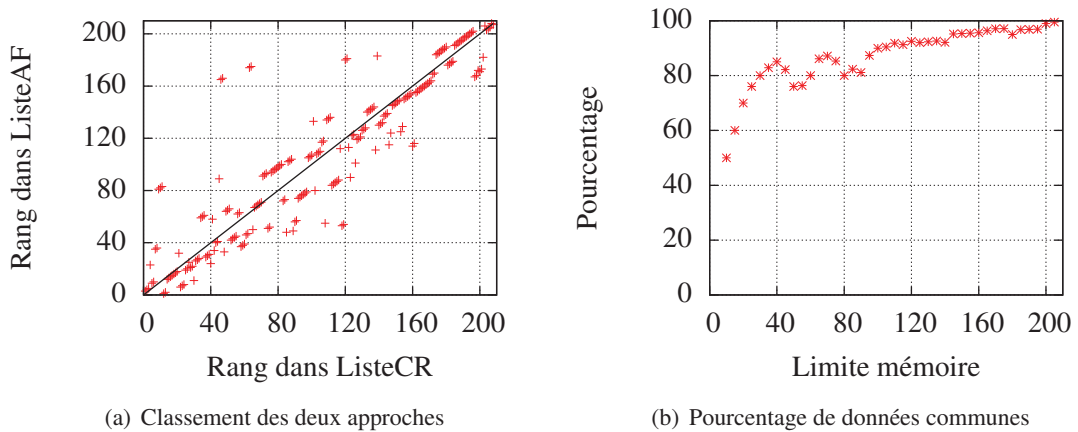 200
160
120
80
40
0
Rang dans ListeAF
0 40 80 120 160 200
Rang dans ListeCR
(a) Classement des deux approches
100
80
60
40
20
0
Pourcentage
0 40 80 120 160 200
Limite mémoire
(b) Pourcentage de données communes